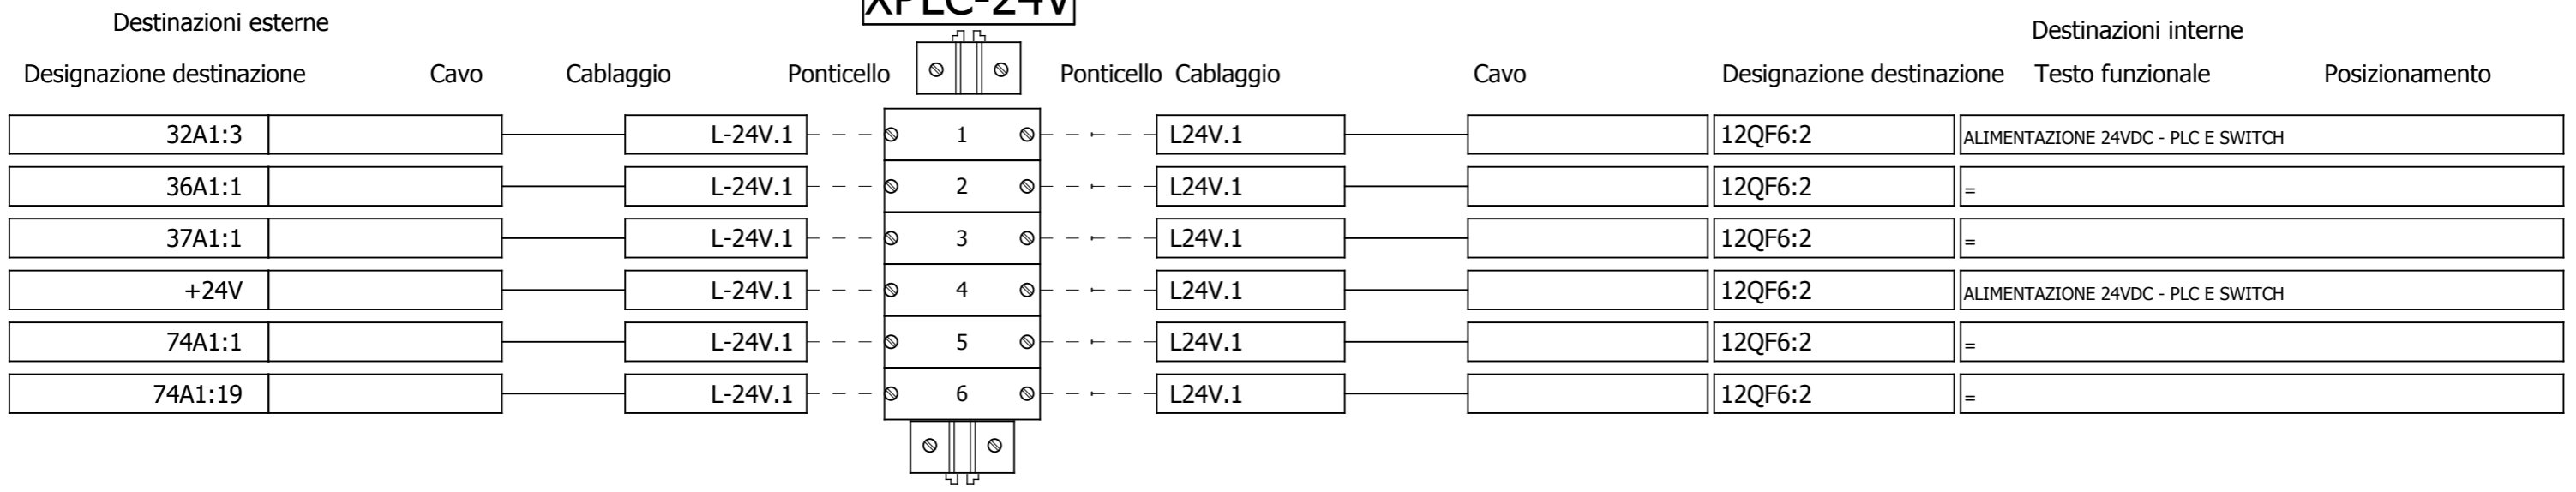 XPLC-24V
Destinazioni esterne
Destinazioni interne
Designazione destinazione Cavo Cablaggio Ponticello Ponticello Cablaggio Cavo Designazione destinazione Testo funzionale Posizionamento
32A1:3 L-24V.1 1 L24V.1 12QF6:2 ALIMENTAZIONE 24VDC - PLC E SWITCH
36A1:1 L-24V.1 2 L24V.1 12QF6:2 =
37A1:1 L-24V.1 3 L24V.1 12QF6:2 =
+24V L-24V.1 4 L24V.1 12QF6:2 ALIMENTAZIONE 24VDC - PLC E SWITCH
74A1:1 L-24V.1 5 L24V.1 12QF6:2 =
74A1:19 L-24V.1 6 L24V.1 12QF6:2 =